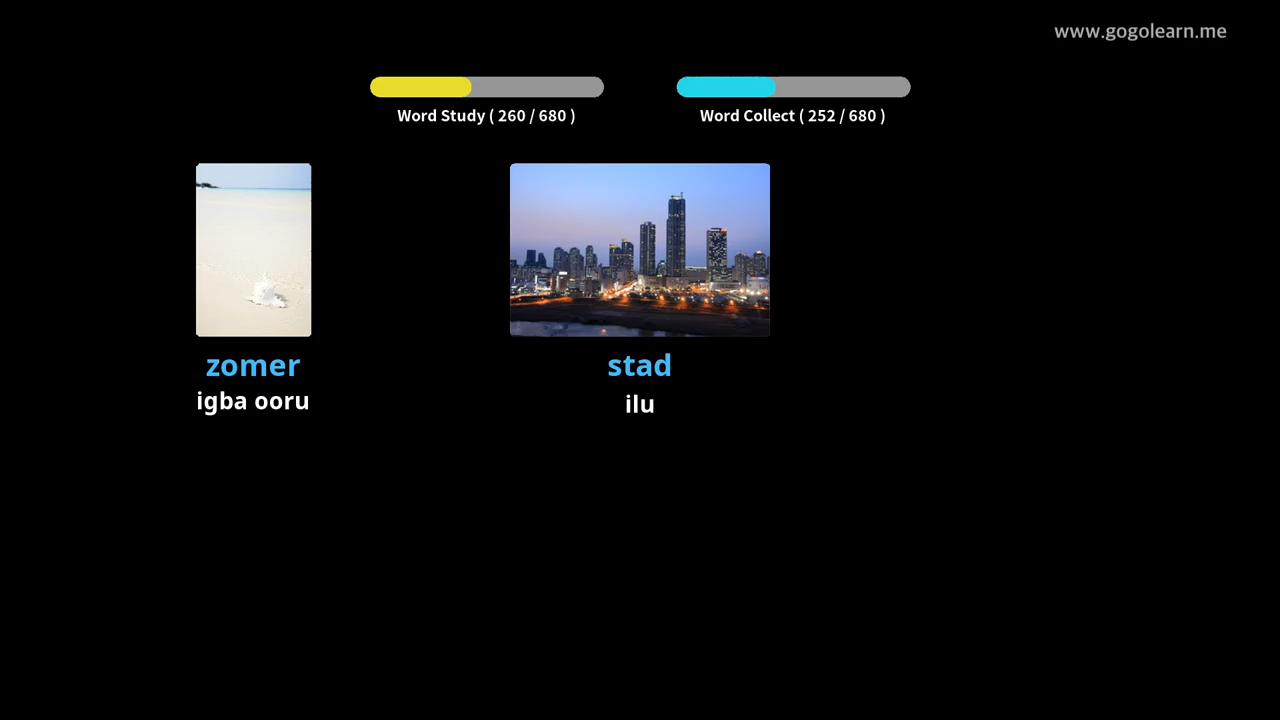 www.gogolearn.me
Word Study ( 260 / 680 )
Word Collect ( 252 / 680 )
zomer
igba ooru
stad
ilu